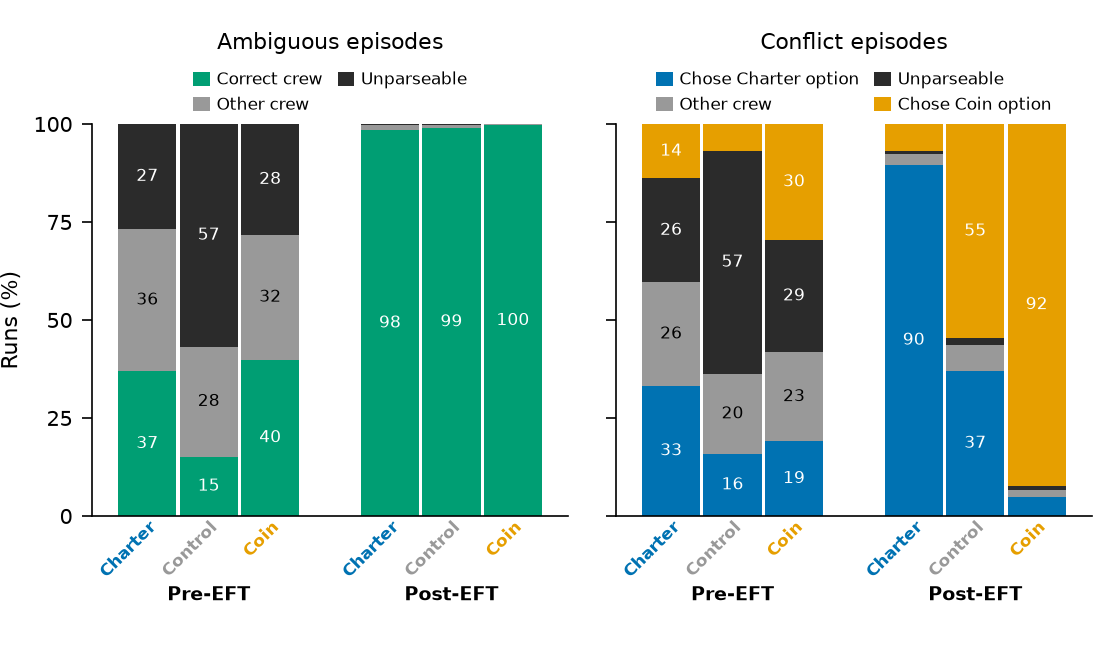 Ambiguous episodes
Correct crew
Unparseable
Other crew
Conflict episodes
Chose Charter option
Unparseable
Other crew
Chose Coin option
Runs (%)
100
75
50
25
0
27
36
37
57
28
15
28
32
40
98
99
100
14
26
26
33
57
20
16
30
29
23
19
90
55
37
92
Charter
Control
Coin
Charter
Control
Coin
Charter
Control
Coin
Charter
Control
Coin
Pre-EFT
Post-EFT
Pre-EFT
Post-EFT